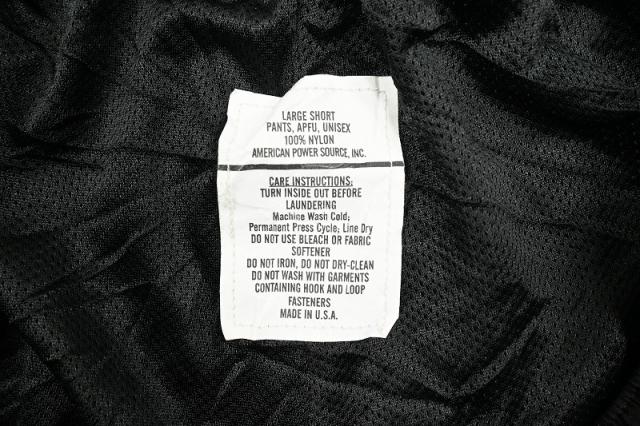 LARGE SHORT
PANTS, APFU, UNISEX
100% NYLON
AMERICAN POWER SOURCE, INC.
CARE INSTRUCTIONS:
TURN INSIDE OUT BEFORE
LAUNDERING
Machine Wash Cold;
Permanent Press Cycle; Line Dry
DO NOT USE BLEACH OR FABRIC
SOFTENER
DO NOT IRON, DO NOT DRY-CLEAN
DO NOT WASH WITH GARMENTS
CONTAINING HOOK AND LOOP
FASTENERS
MADE IN U.S.A.